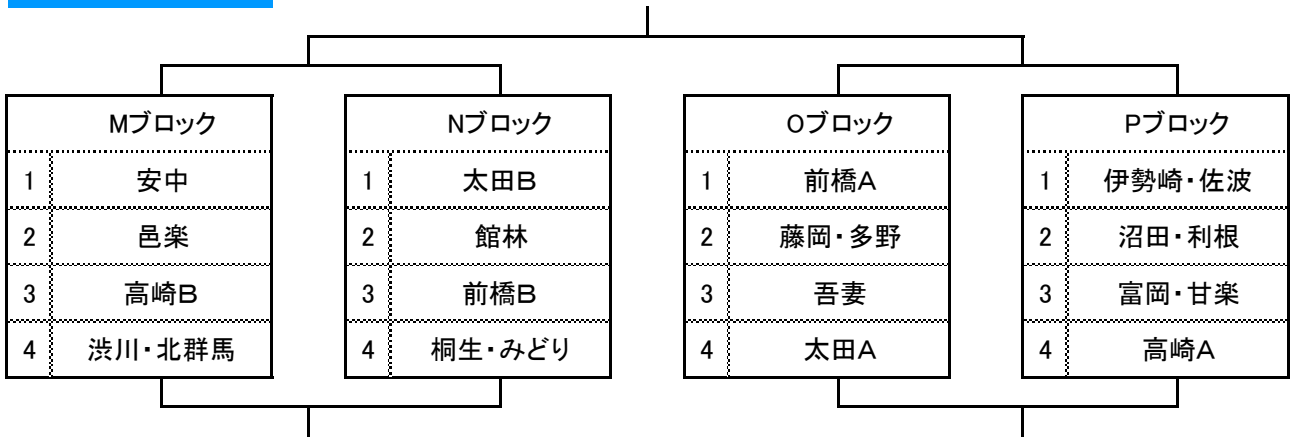 Mブロック Nブロック Oブロック Pブロック
1 安中 1 太田B 1 前橋A 1 伊勢崎・佐波
2 邑楽 2 館林 2 藤岡・多野 2 沼田・利根
3 高崎B 3 前橋B 3 吾妻 3 富岡・甘楽
4 渋川・北群馬 4 桐生・みどり 4 太田A 4 高崎A